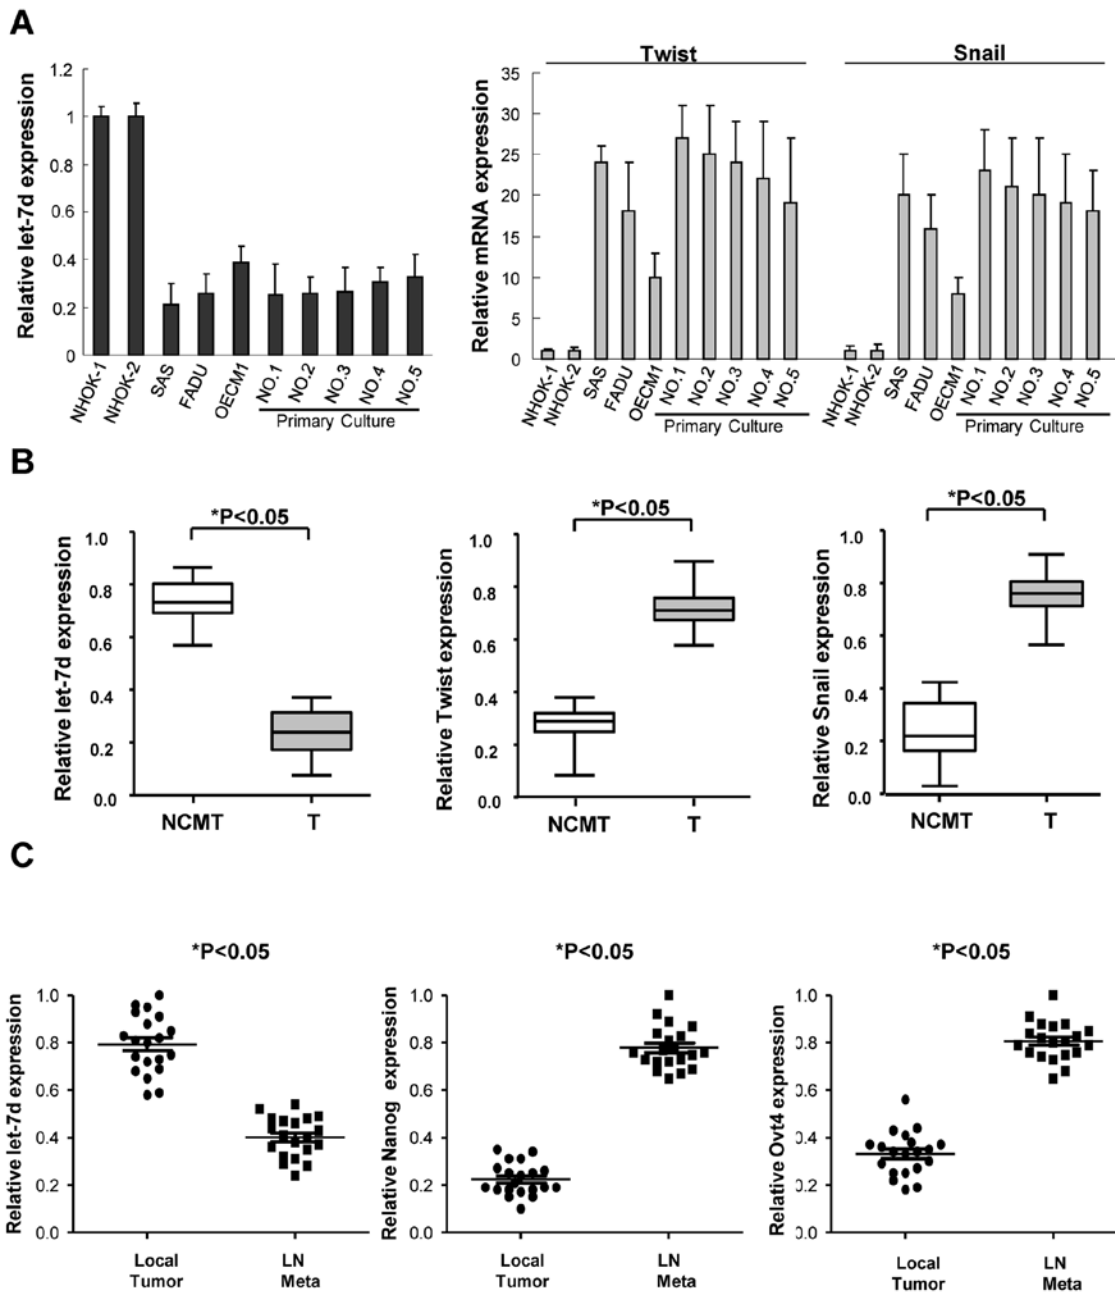 A
Relative let-7d expression
1.2
1
0.8
0.6
0.4
0.2
0
NHOK-1
NHOK-2
SAS
FADU
OECM1
NO.1
NO.2
NO.3
NO.4
NO.5
Primary Culture
Twist
Snail
Relative mRNA expression
35
30
25
20
15
10
5
0
NHOK-1
NHOK-2
SAS
FADU
OECM1
NO.1
NO.2
NO.3
NO.4
NO.5
Primary Culture
NHOK-1
NHOK-2
SAS
FADU
OECM1
NO.1
NO.2
NO.3
NO.4
NO.5
Primary Culture
B
*P<0.05
Relative let-7d expression
1.0
0.8
0.6
0.4
0.2
0.0
NCMT
T
*P<0.05
Relative Twist expression
1.0
0.8
0.6
0.4
0.2
0.0
NCMT
T
*P<0.05
Relative Snail expression
1.0
0.8
0.6
0.4
0.2
0.0
NCMT
T
C
*P<0.05
Relative let-7d expression
1.0
0.8
0.6
0.4
0.2
0.0
Local
Tumor
LN
Meta
*P<0.05
Relative Nanog expression
1.0
0.8
0.6
0.4
0.2
0.0
Local
Tumor
LN
Meta
*P<0.05
Relative Ovt4 expression
1.0
0.8
0.6
0.4
0.2
0.0
Local
Tumor
LN
Meta